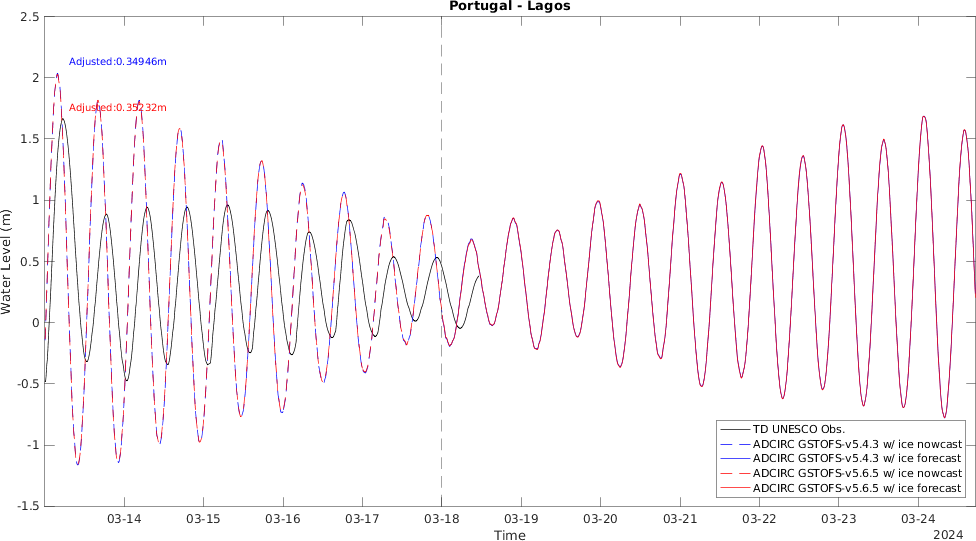 Portugal - Lagos
2.5
2
1.5
1
0.5
0
-0.5
-1
-1.5
Water Level (m)
Adjusted:0.34946m
Adjusted:0.35232m
TD UNESCO Obs.
ADCIRC GSTOFS-v5.4.3 w/ ice nowcast
ADCIRC GSTOFS-v5.4.3 w/ ice forecast
ADCIRC GSTOFS-v5.6.5 w/ ice nowcast
ADCIRC GSTOFS-v5.6.5 w/ ice forecast
03-14 03-15 03-16 03-17 03-18 03-19 03-20 03-21 03-22 03-23 03-24
Time
2024